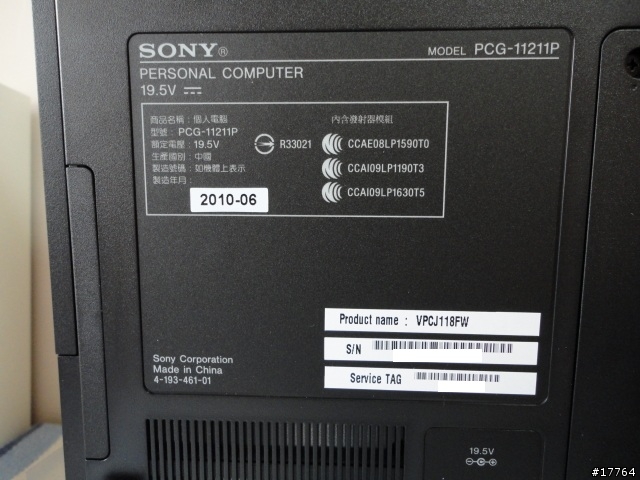 SONY®
MODEL PCG-11211P
PERSONAL COMPUTER
19.5V
商品名稱：個人電腦
型號：PCG-11211P
額定電壓：19.5V
生產國別：中國
製造號碼：如機體上表示
製造年月：
2010-06
R33021
內含發射器模組
CCAE08LP1590T0
CCAI09LP1190T3
CCAI09LP1630T5
Product name : VPCJ118FW
S/N
Service TAG
Sony Corporation
Made in China
4-193-461-01
19.5V
#17764